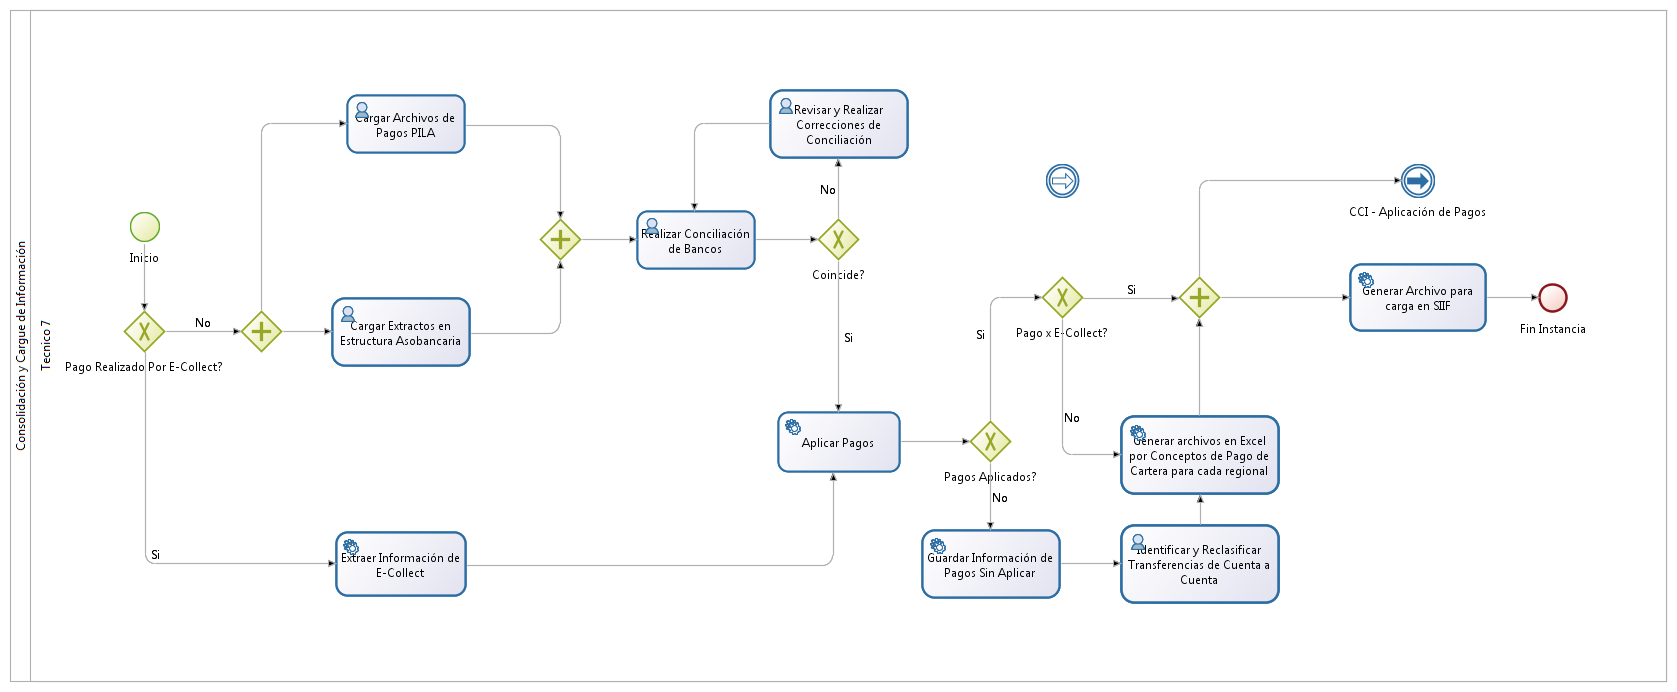 Consolidación y Cargue de Información
Tecnico 7
Inicio
Pago Realizado Por E-Collect?
No
Si
Cargar Archivos de
Pagos PILA
Cargar Extractos en
Estructura Asobancaria
Extraer Información de
E-Collect
Realizar Conciliación
de Bancos
Revisar y Realizar
Correcciones de
Conciliación
No
Coincide?
Si
Aplicar Pagos
Pagos Aplicados?
Si
No
Guardar Información de
Pagos Sin Aplicar
Pago x E-Collect?
Si
No
Generar archivos en Excel
por Conceptos de Pago de
Cartera para cada regional
Identificar y Reclasificar
Transferencias de Cuenta a
Cuenta
CCI - Aplicación de Pagos
Generar Archivo para
carga en SIIF
Fin Instancia